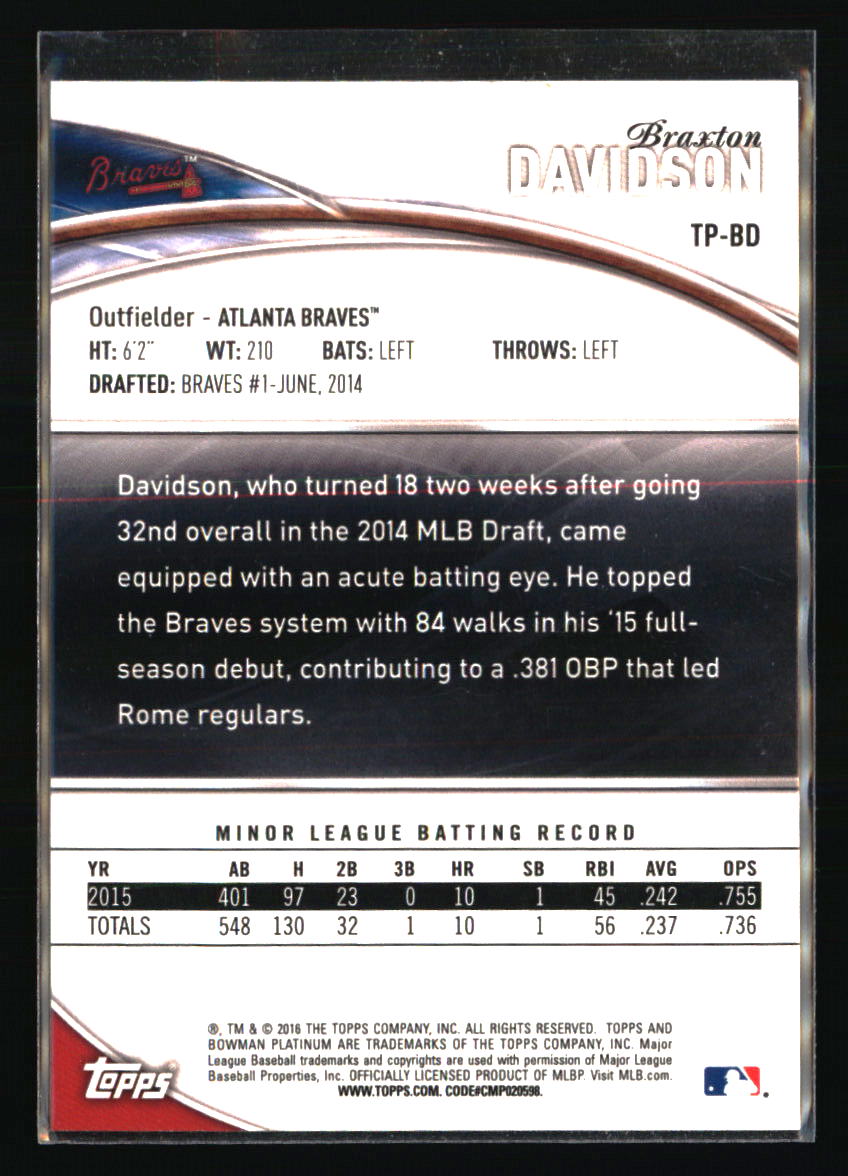 Braves™
Braxton
DAVIDSON
TP-BD
Outfielder - ATLANTA BRAVES™
HT: 6'2" WT: 210 BATS: LEFT THROWS: LEFT
DRAFTED: BRAVES #1-JUNE, 2014
Davidson, who turned 18 two weeks after going
32nd overall in the 2014 MLB Draft, came
equipped with an acute batting eye. He topped
the Braves system with 84 walks in his '15 full-
season debut, contributing to a .381 OBP that led
Rome regulars.
MINOR LEAGUE BATTING RECORD
YR AB H 2B 3B HR SB RBI AVG OPS
2015 401 97 23 0 10 1 45 .242 .755
TOTALS 548 130 32 1 10 1 56 .237 .736
®, TM & © 2016 THE TOPPS COMPANY, INC. ALL RIGHTS RESERVED. TOPPS AND
BOWMAN PLATINUM ARE TRADEMARKS OF THE TOPPS COMPANY, INC. Major
League Baseball trademarks and copyrights are used with permission of Major League
Baseball Properties, Inc. OFFICIALLY LICENSED PRODUCT OF MLBP. Visit MLB.com.
WWW.TOPPS.COM. CODE#CMP020598.
TOPPS®